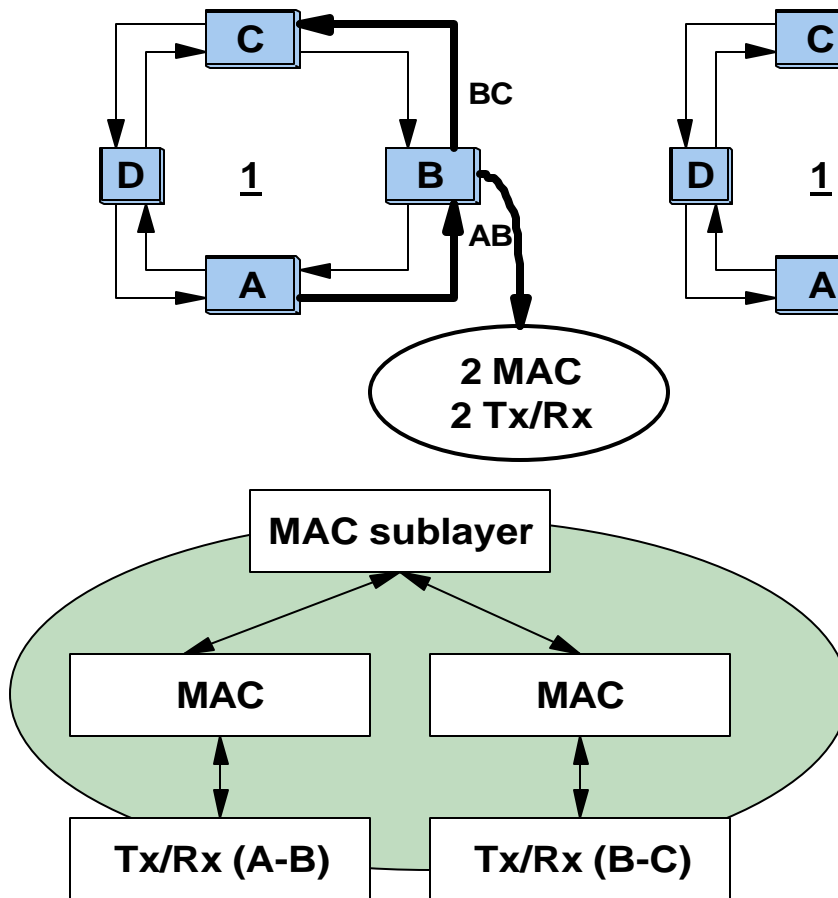 C
BC
D
1
B
AB
A
2 MAC
2 Tx/Rx
C
D
1
A
MAC sublayer
MAC
MAC
Tx/Rx (A-B)
Tx/Rx (B-C)